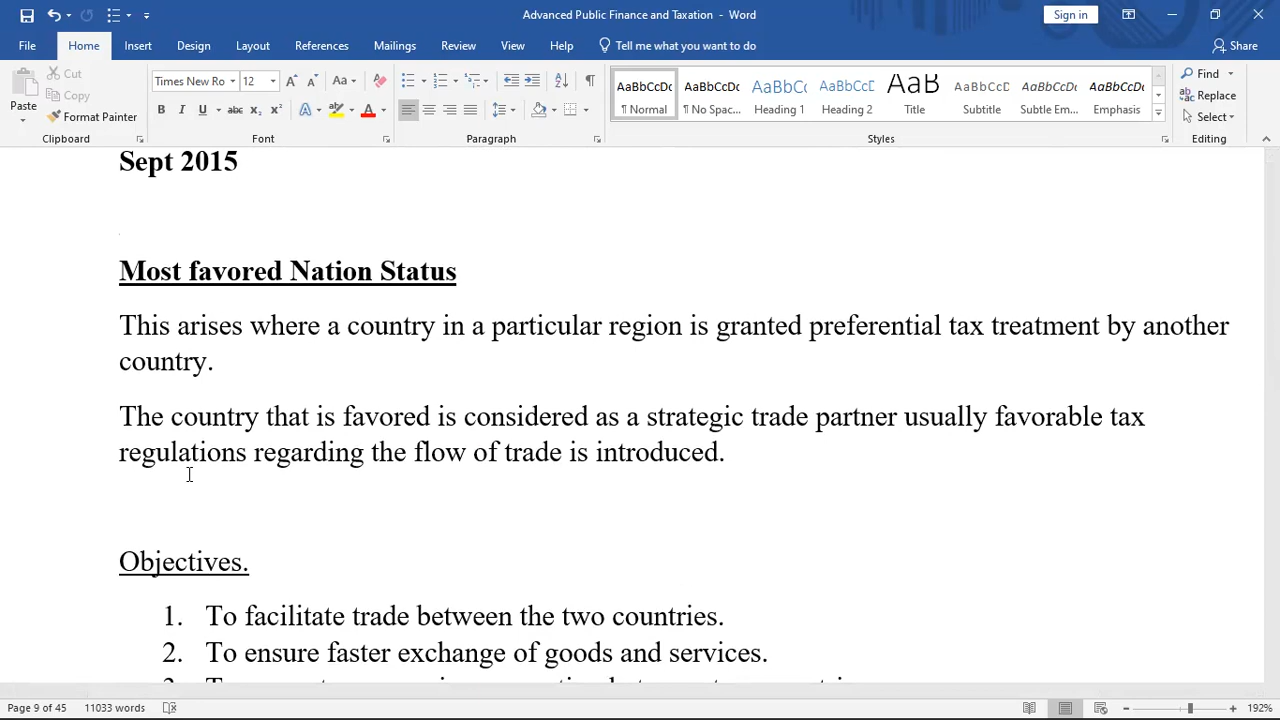 Advanced Public Finance and Taxation - Word
Sign in
File Home Insert Design Layout References Mailings Review View Help Tell me what you want to do Share
Paste
Cut
Copy
Format Painter
Clipboard
Times New Ro 12
Font
Paragraph
AaBbCcDc AaBbCcDc AaBbC AaBbCcD AaB AaBbCcD AaBbCcDc AaBbCcDc
¶ Normal ¶ No Spac... Heading 1 Heading 2 Title Subtitle Subtle Em... Emphasis
Styles
Find
Replace
Select
Editing
Sept 2015
Most favored Nation Status
This arises where a country in a particular region is granted preferential tax treatment by another
country.
The country that is favored is considered as a strategic trade partner usually favorable tax
regulations regarding the flow of trade is introduced.
Objectives.
1. To facilitate trade between the two countries.
2. To ensure faster exchange of goods and services.
Page 9 of 45 11033 words 192%